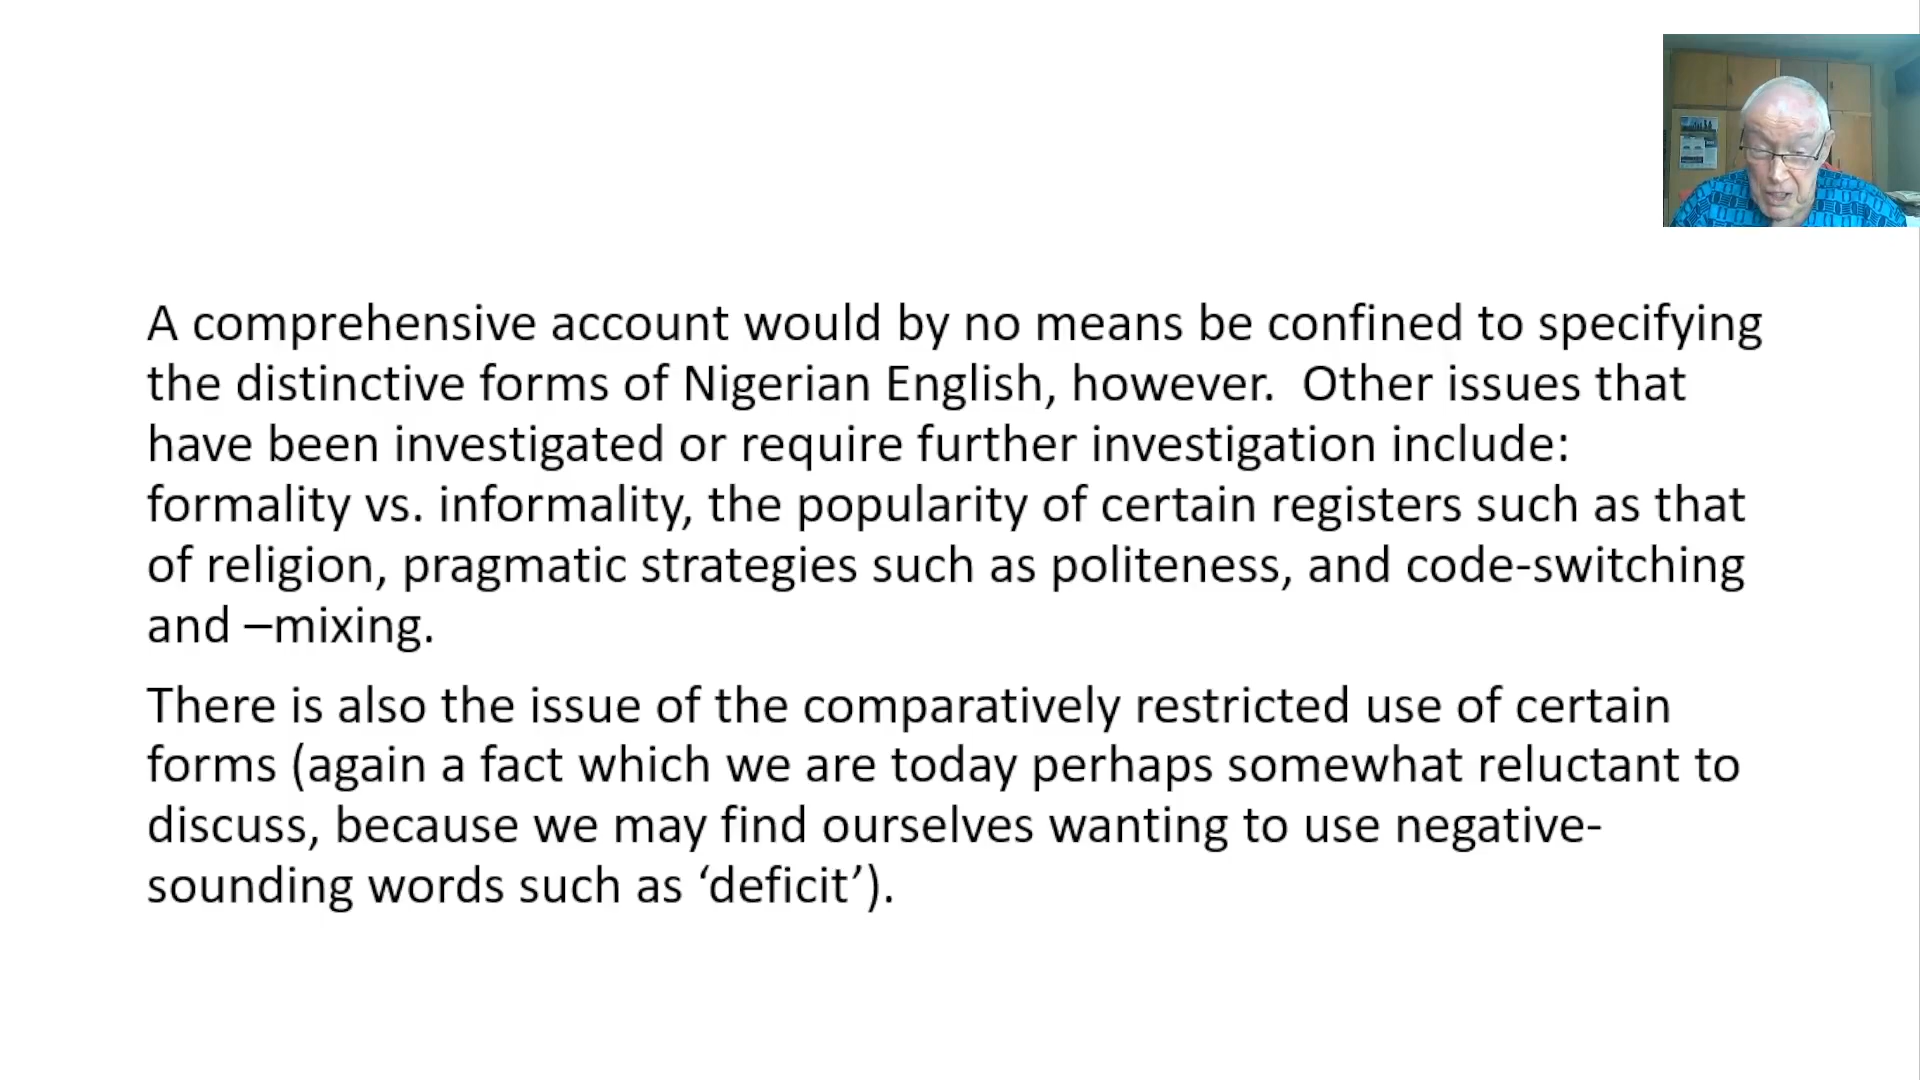 A comprehensive account would by no means be confined to specifying
the distinctive forms of Nigerian English, however.  Other issues that
have been investigated or require further investigation include:
formality vs. informality, the popularity of certain registers such as that
of religion, pragmatic strategies such as politeness, and code-switching
and –mixing.
There is also the issue of the comparatively restricted use of certain
forms (again a fact which we are today perhaps somewhat reluctant to
discuss, because we may find ourselves wanting to use negative-
sounding words such as ‘deficit’).